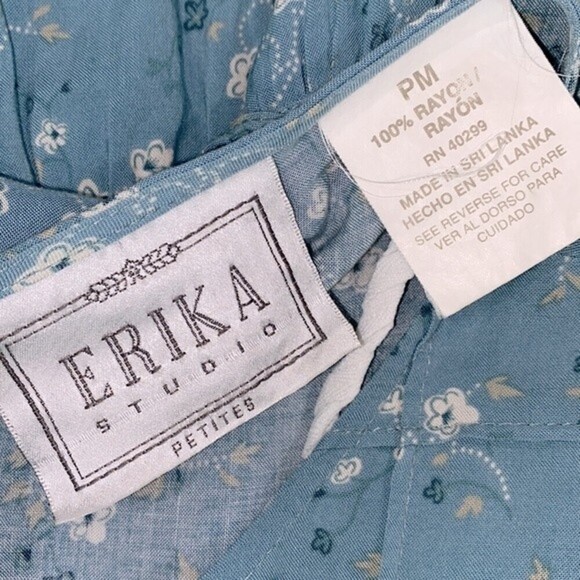 ERIKA
STUDIO
PETITES
PM
100% RAYON/
RAYÓN
RN 40299
MADE IN SRI LANKA
HECHO EN SRI LANKA
SEE REVERSE FOR CARE
VER AL DORSO PARA
CUIDADO